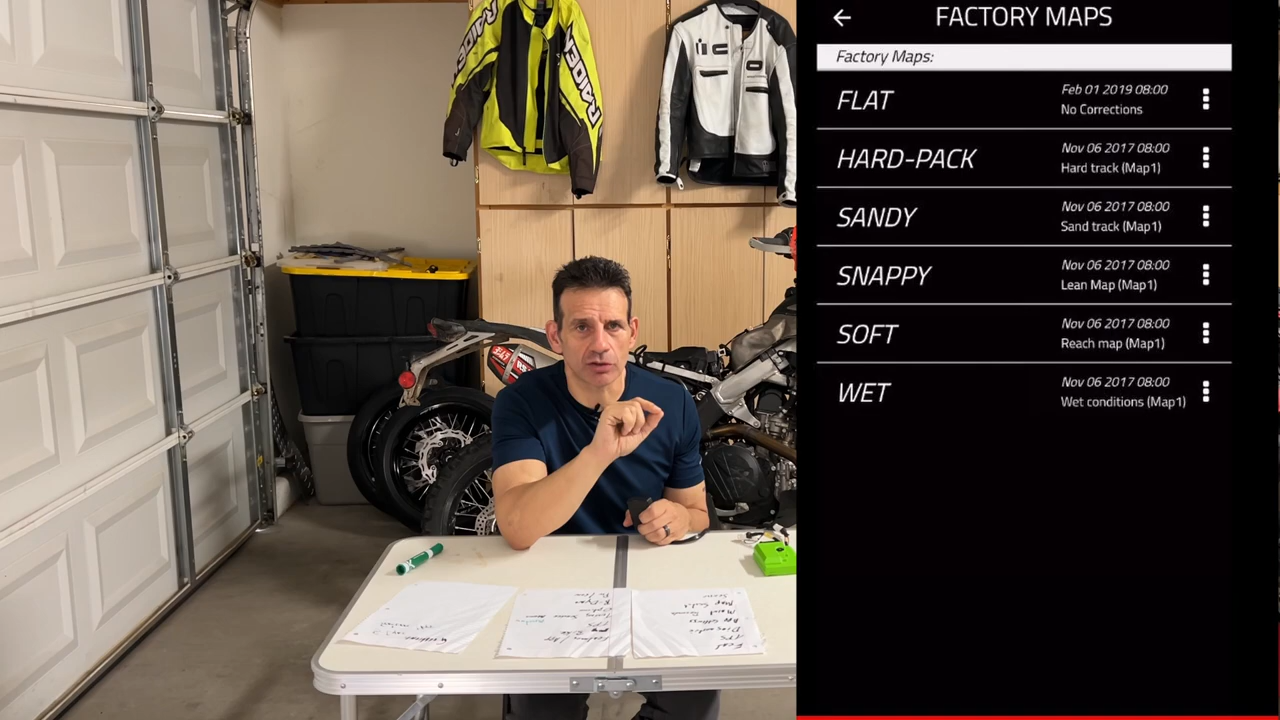 FACTORY MAPS
Factory Maps:
FLAT
Feb 01 2019 08:00
No Corrections
HARD-PACK
Nov 06 2017 08:00
Hard track (Map1)
SANDY
Nov 06 2017 08:00
Sand track (Map1)
SNAPPY
Nov 06 2017 08:00
Lean Map (Map1)
SOFT
Nov 06 2017 08:00
Reach map (Map1)
WET
Nov 06 2017 08:00
Wet conditions (Map1)
RAIDEN
RAIDEN